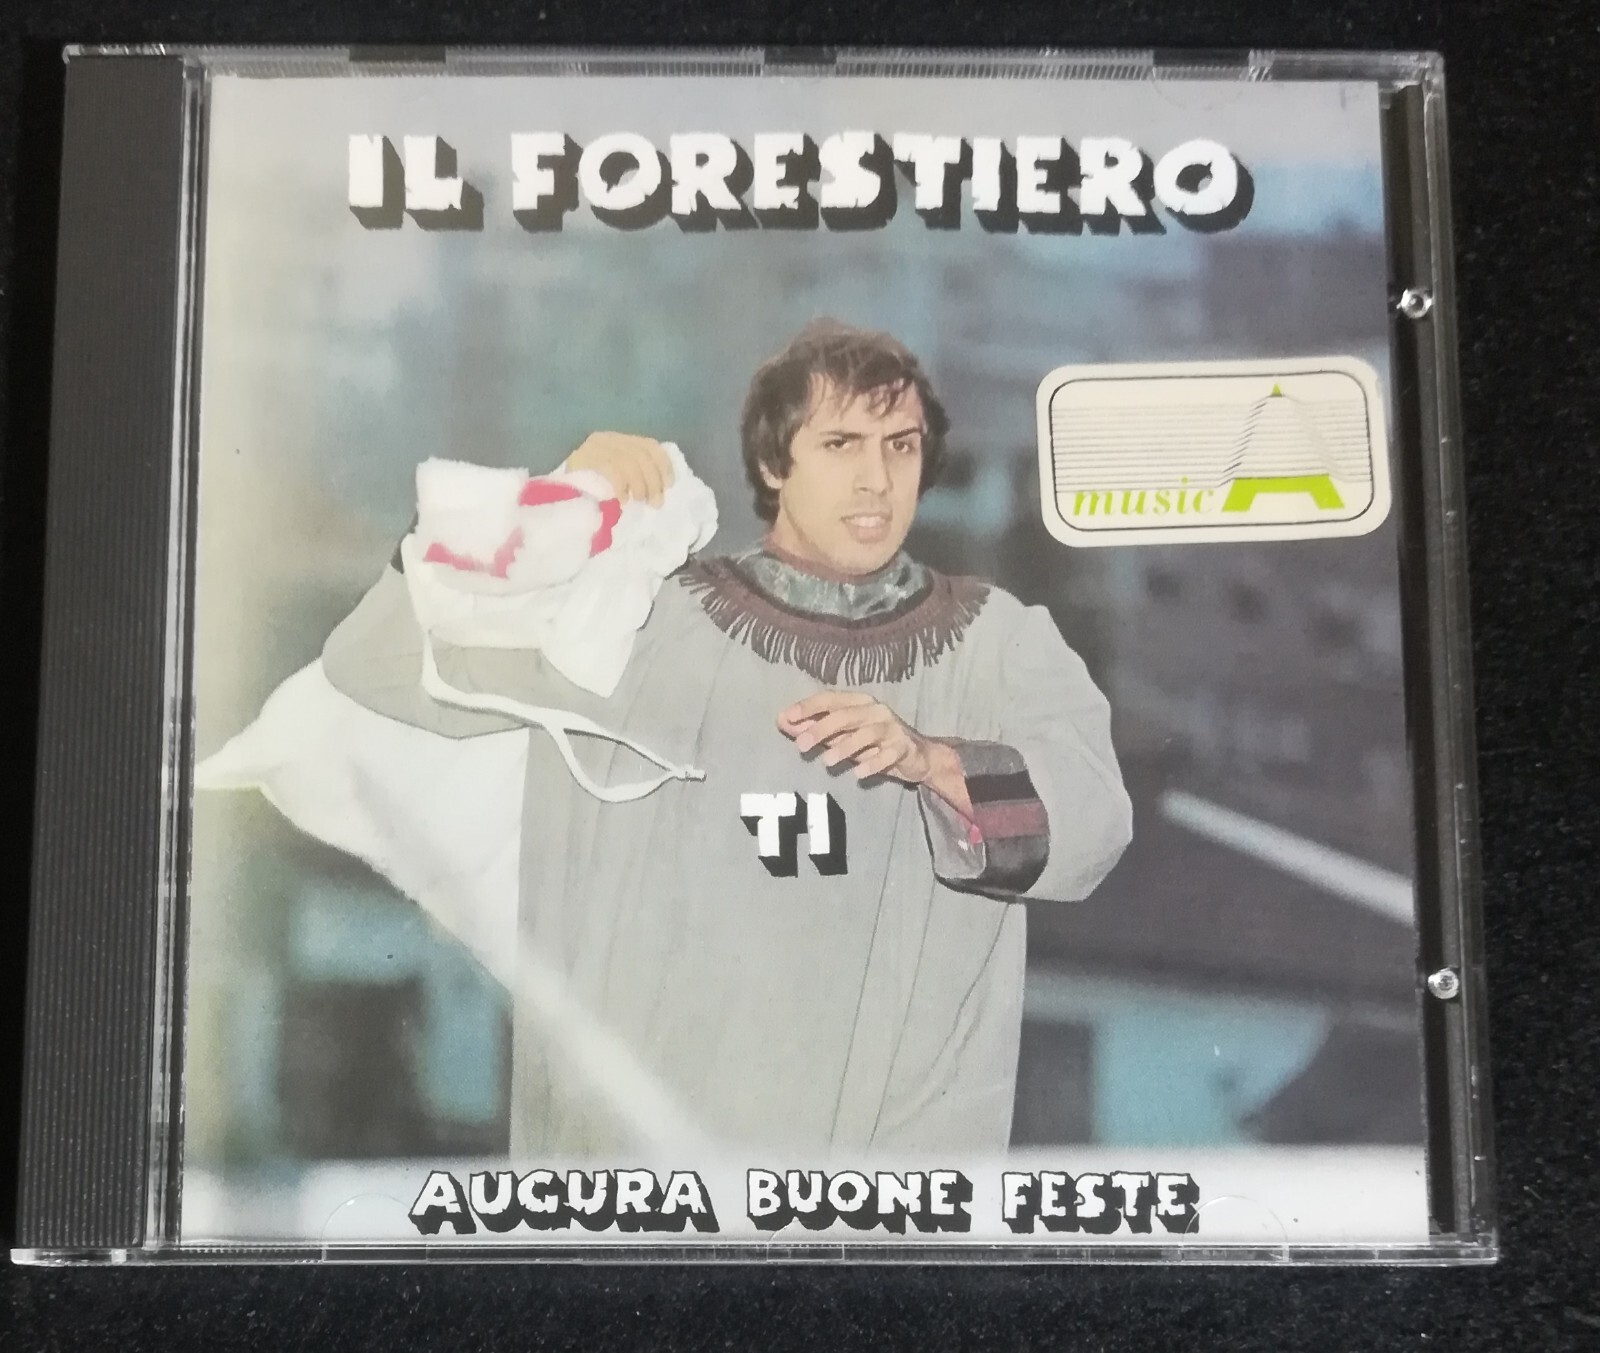 IL FORESTIERO
music
TI
AUGURA BUONE FESTE